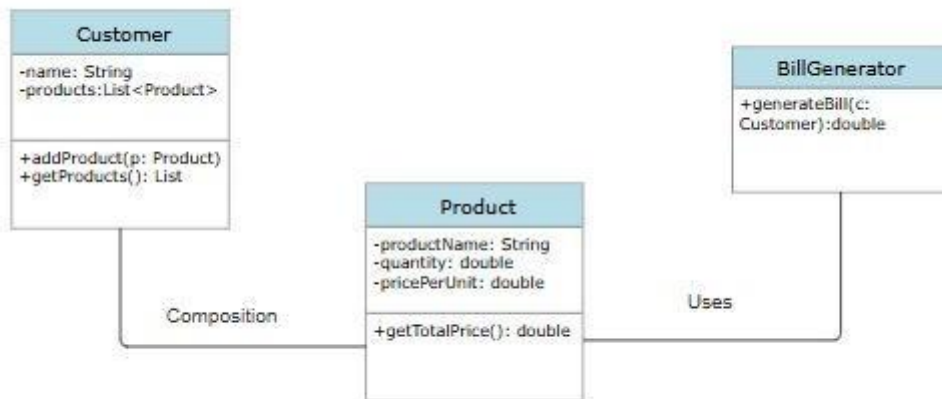 Customer
-name: String
-products:List<Product>
+addProduct(p: Product)
+getProducts(): List
BillGenerator
+generateBill(c:
Customer):double
Product
-productName: String
-quantity: double
-pricePerUnit: double
+getTotalPrice(): double
Composition
Uses